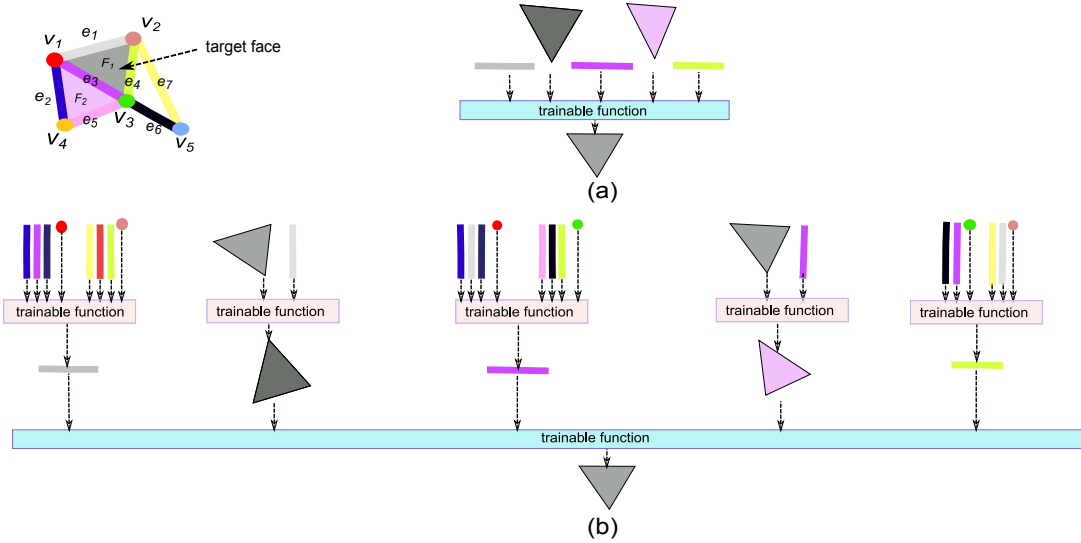 e1
v2
v1
target face
F1
e3
e4
e7
e2
F2
e5
v3
e6
v4
v5
trainable function
(a)
trainable function
trainable function
trainable function
trainable function
trainable function
trainable function
(b)